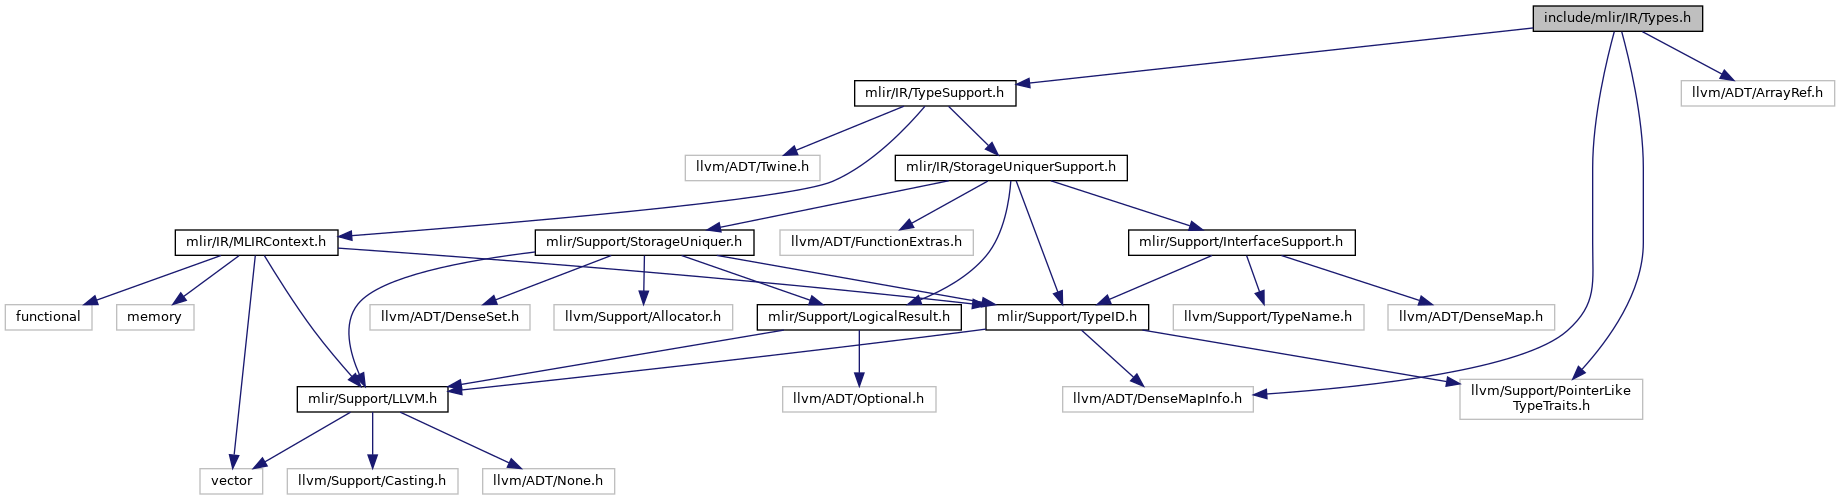 include/mlir/IR/Types.h
mlir/IR/TypeSupport.h
llvm/ADT/ArrayRef.h
llvm/ADT/Twine.h
mlir/IR/StorageUniquerSupport.h
mlir/IR/MLIRContext.h
mlir/Support/StorageUniquer.h
llvm/ADT/FunctionExtras.h
mlir/Support/InterfaceSupport.h
functional
memory
llvm/ADT/DenseSet.h
llvm/Support/Allocator.h
mlir/Support/LogicalResult.h
mlir/Support/TypeID.h
llvm/Support/TypeName.h
llvm/ADT/DenseMap.h
mlir/Support/LLVM.h
llvm/ADT/Optional.h
llvm/ADT/DenseMapInfo.h
llvm/Support/PointerLike
TypeTraits.h
vector
llvm/Support/Casting.h
llvm/ADT/None.h